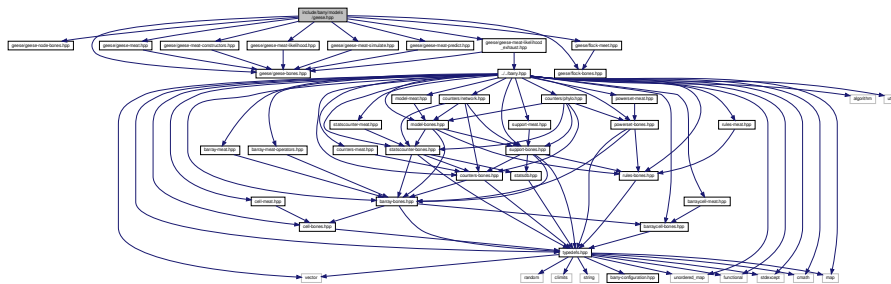 include/barry/models
/geese.hpp
geese/geese-node-bones.hpp
geese/geese-meat.hpp
geese/geese-meat-constructors.hpp
geese/geese-meat-likelihood.hpp
geese/geese-meat-simulate.hpp
geese/geese-meat-predict.hpp
geese/geese-meat-likelihood
_exhaust.hpp
geese/flock-meet.hpp
geese/geese-bones.hpp
../../barry.hpp
geese/flock-bones.hpp
model-meat.hpp
counters/network.hpp
counters/phylo.hpp
powerset-meat.hpp
algorithm
statscounter-meat.hpp
model-bones.hpp
support-meat.hpp
powerset-bones.hpp
rules-meat.hpp
barray-meat.hpp
barray-meat-operators.hpp
counters-meat.hpp
statscounter-bones.hpp
support-bones.hpp
counters-bones.hpp
statsdb.hpp
rules-bones.hpp
cell-meat.hpp
barray-bones.hpp
barraycell-meat.hpp
cell-bones.hpp
barraycell-bones.hpp
typedefs.hpp
vector
random
climits
string
barry-configuration.hpp
unordered_map
functional
stdexcept
cmath
map